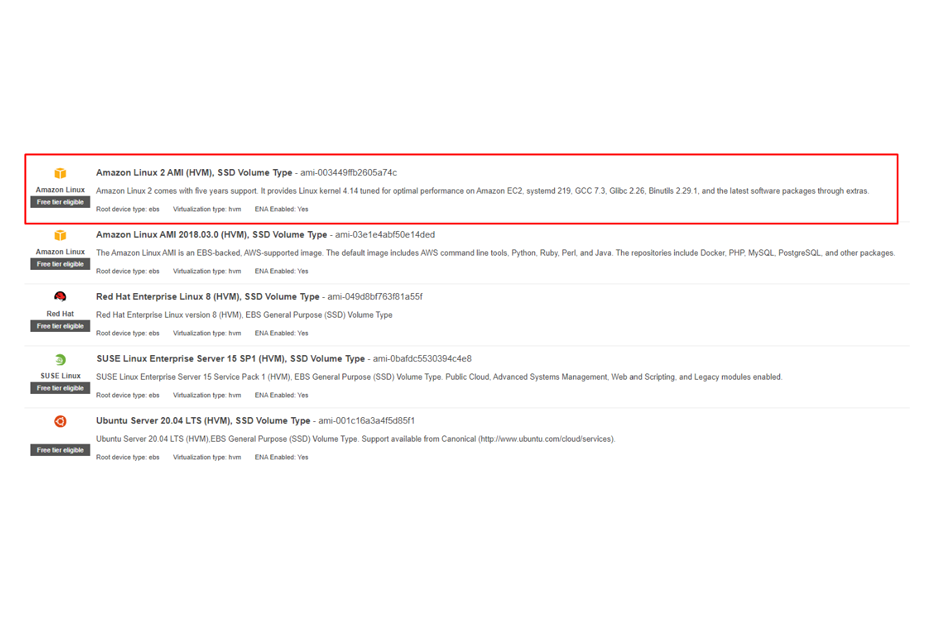 Amazon Linux 2 AMI (HVM), SSD Volume Type - ami-003449ffb2605a74c
Amazon Linux
Free tier eligible
Amazon Linux 2 comes with five years support. It provides Linux kernel 4.14 tuned for optimal performance on Amazon EC2, systemd 219, GCC 7.3, Glibc 2.26, Binutils 2.29.1, and the latest software packages through extras.
Root device type: ebs Virtualization type: hvm ENA Enabled: Yes
Amazon Linux AMI 2018.03.0 (HVM), SSD Volume Type - ami-03e1e4abf50e14ded
Amazon Linux
Free tier eligible
The Amazon Linux AMI is an EBS-backed, AWS-supported image. The default image includes AWS command line tools, Python, Ruby, Perl, and Java. The repositories include Docker, PHP, MySQL, PostgreSQL, and other packages.
Root device type: ebs Virtualization type: hvm ENA Enabled: Yes
Red Hat Enterprise Linux 8 (HVM), SSD Volume Type - ami-049d8bf763f81a55f
Red Hat
Free tier eligible
Red Hat Enterprise Linux version 8 (HVM), EBS General Purpose (SSD) Volume Type
Root device type: ebs Virtualization type: hvm ENA Enabled: Yes
SUSE Linux Enterprise Server 15 SP1 (HVM), SSD Volume Type - ami-0bafdc5530394c4e8
SUSE Linux
Free tier eligible
SUSE Linux Enterprise Server 15 Service Pack 1 (HVM), EBS General Purpose (SSD) Volume Type. Public Cloud, Advanced Systems Management, Web and Scripting, and Legacy modules enabled.
Root device type: ebs Virtualization type: hvm ENA Enabled: Yes
Ubuntu Server 20.04 LTS (HVM), SSD Volume Type - ami-001c16a3a4f5d85f1
Free tier eligible
Ubuntu Server 20.04 LTS (HVM),EBS General Purpose (SSD) Volume Type. Support available from Canonical (http://www.ubuntu.com/cloud/services).
Root device type: ebs Virtualization type: hvm ENA Enabled: Yes